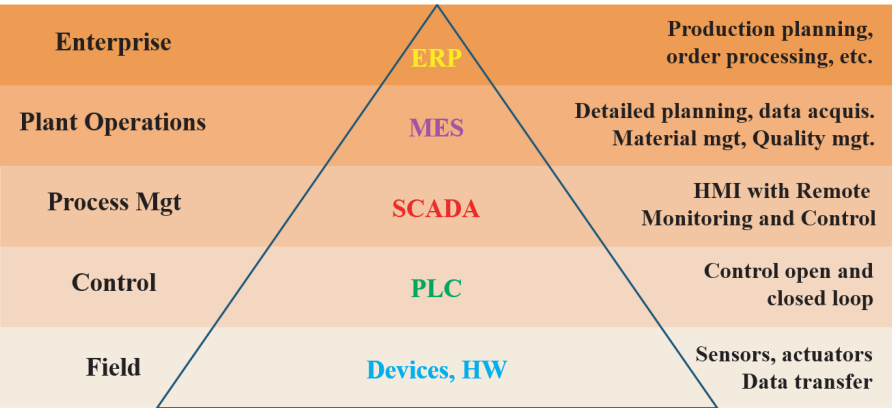 Enterprise
ERP
Production planning,
order processing, etc.
Plant Operations
MES
Detailed planning, data acquis.
Material mgt, Quality mgt.
Process Mgt
SCADA
HMI with Remote
Monitoring and Control
Control
PLC
Control open and
closed loop
Field
Devices, HW
Sensors, actuators
Data transfer